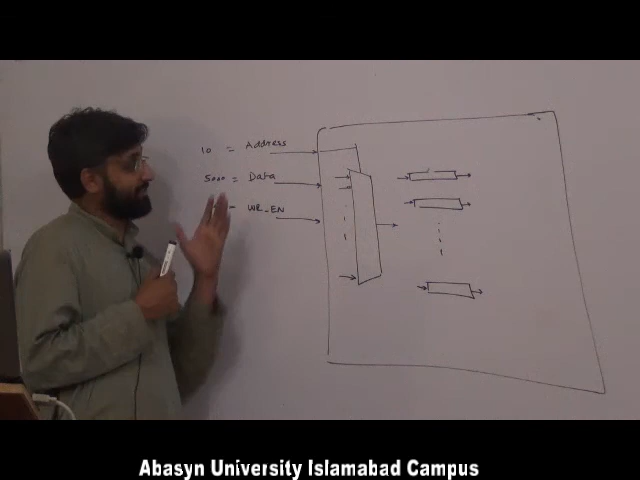 10 = Address
5000 = Data
- WR_EN
Abasyn University Islamabad Campus